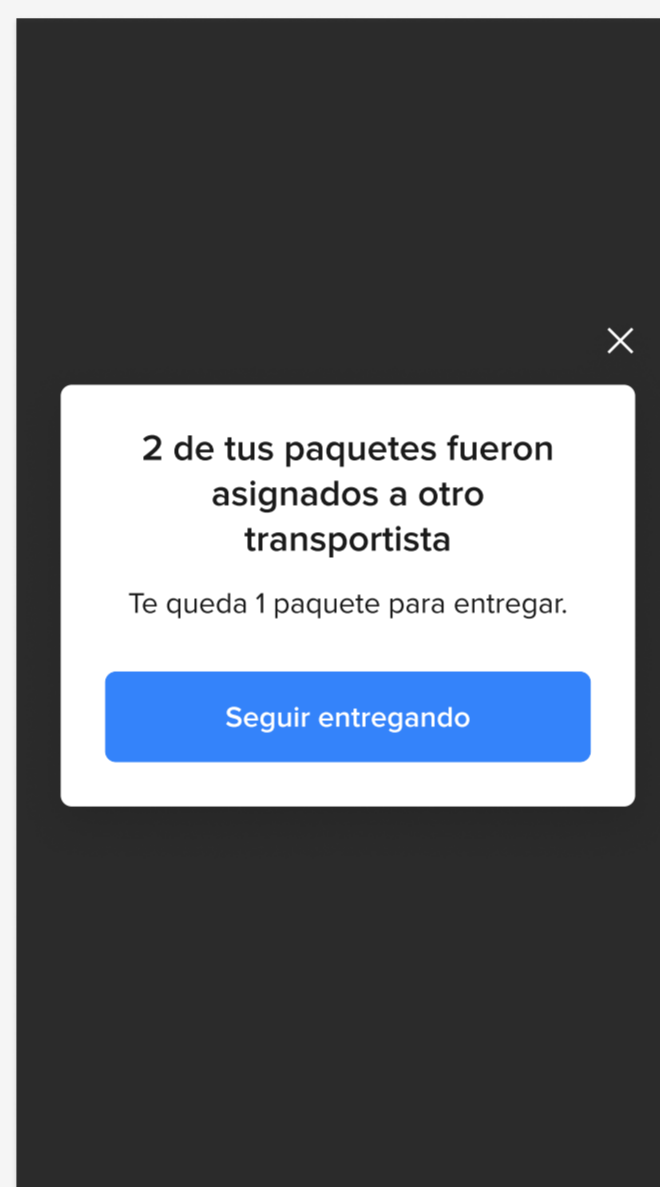 2 de tus paquetes fueron
asignados a otro
transportista
Te queda 1 paquete para entregar.
Seguir entregando